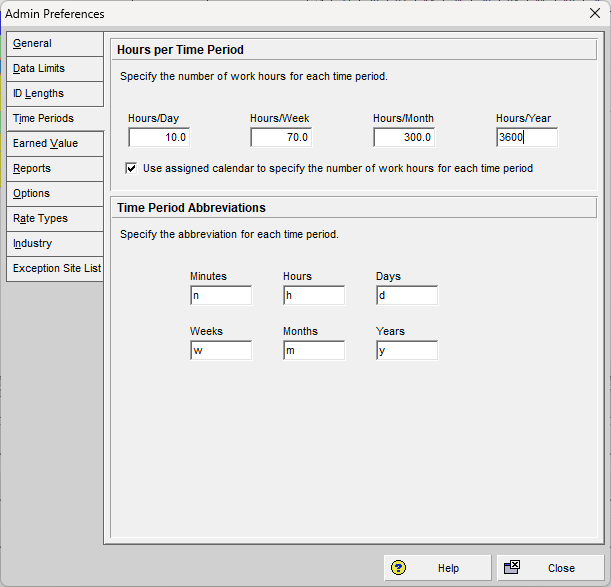 Admin Preferences
General
Data Limits
ID Lengths
Time Periods
Earned Value
Reports
Options
Rate Types
Industry
Exception Site List
Hours per Time Period
Specify the number of work hours for each time period.
Hours/Day Hours/Week Hours/Month Hours/Year
10.0 70.0 300.0 3600
Use assigned calendar to specify the number of work hours for each time period
Time Period Abbreviations
Specify the abbreviation for each time period.
Minutes Hours Days
n h d
Weeks Months Years
w m y
Help Close